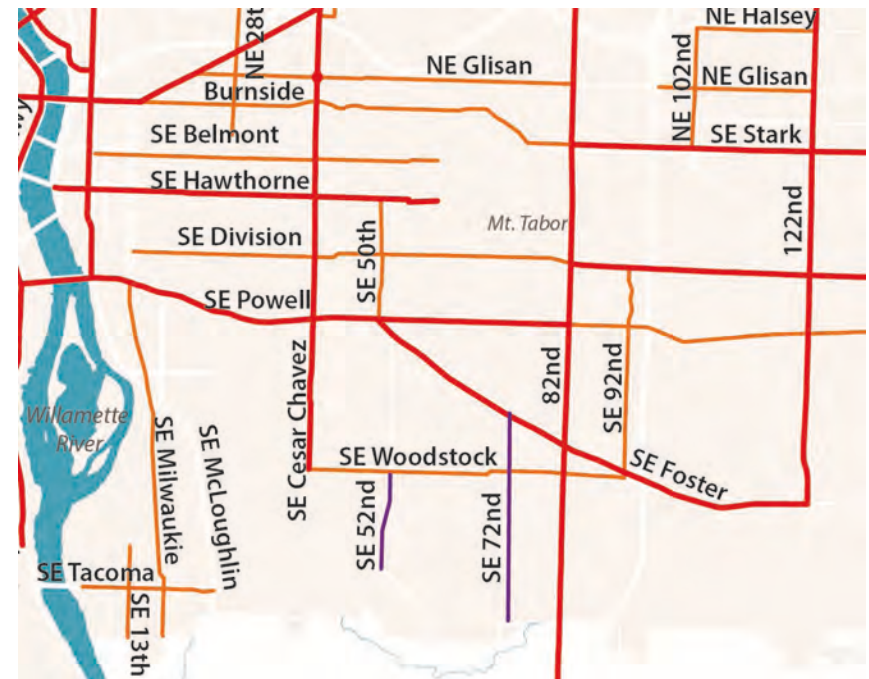 NE Halsey
NE 28t
NE Glisan
NE 102nd
NE Glisan
Burnside
SE Belmont
SE Stark
SE Hawthorne
122nd
Mt. Tabor
SE Division
SE 50th
SE Powell
82nd
SE 92nd
SE Cesar Chavez
Willamette
River
SE Milwaukie
SE McLoughlin
SE Woodstock
SE Foster
SE 52nd
SE 72nd
SE Tacoma
SE 13th